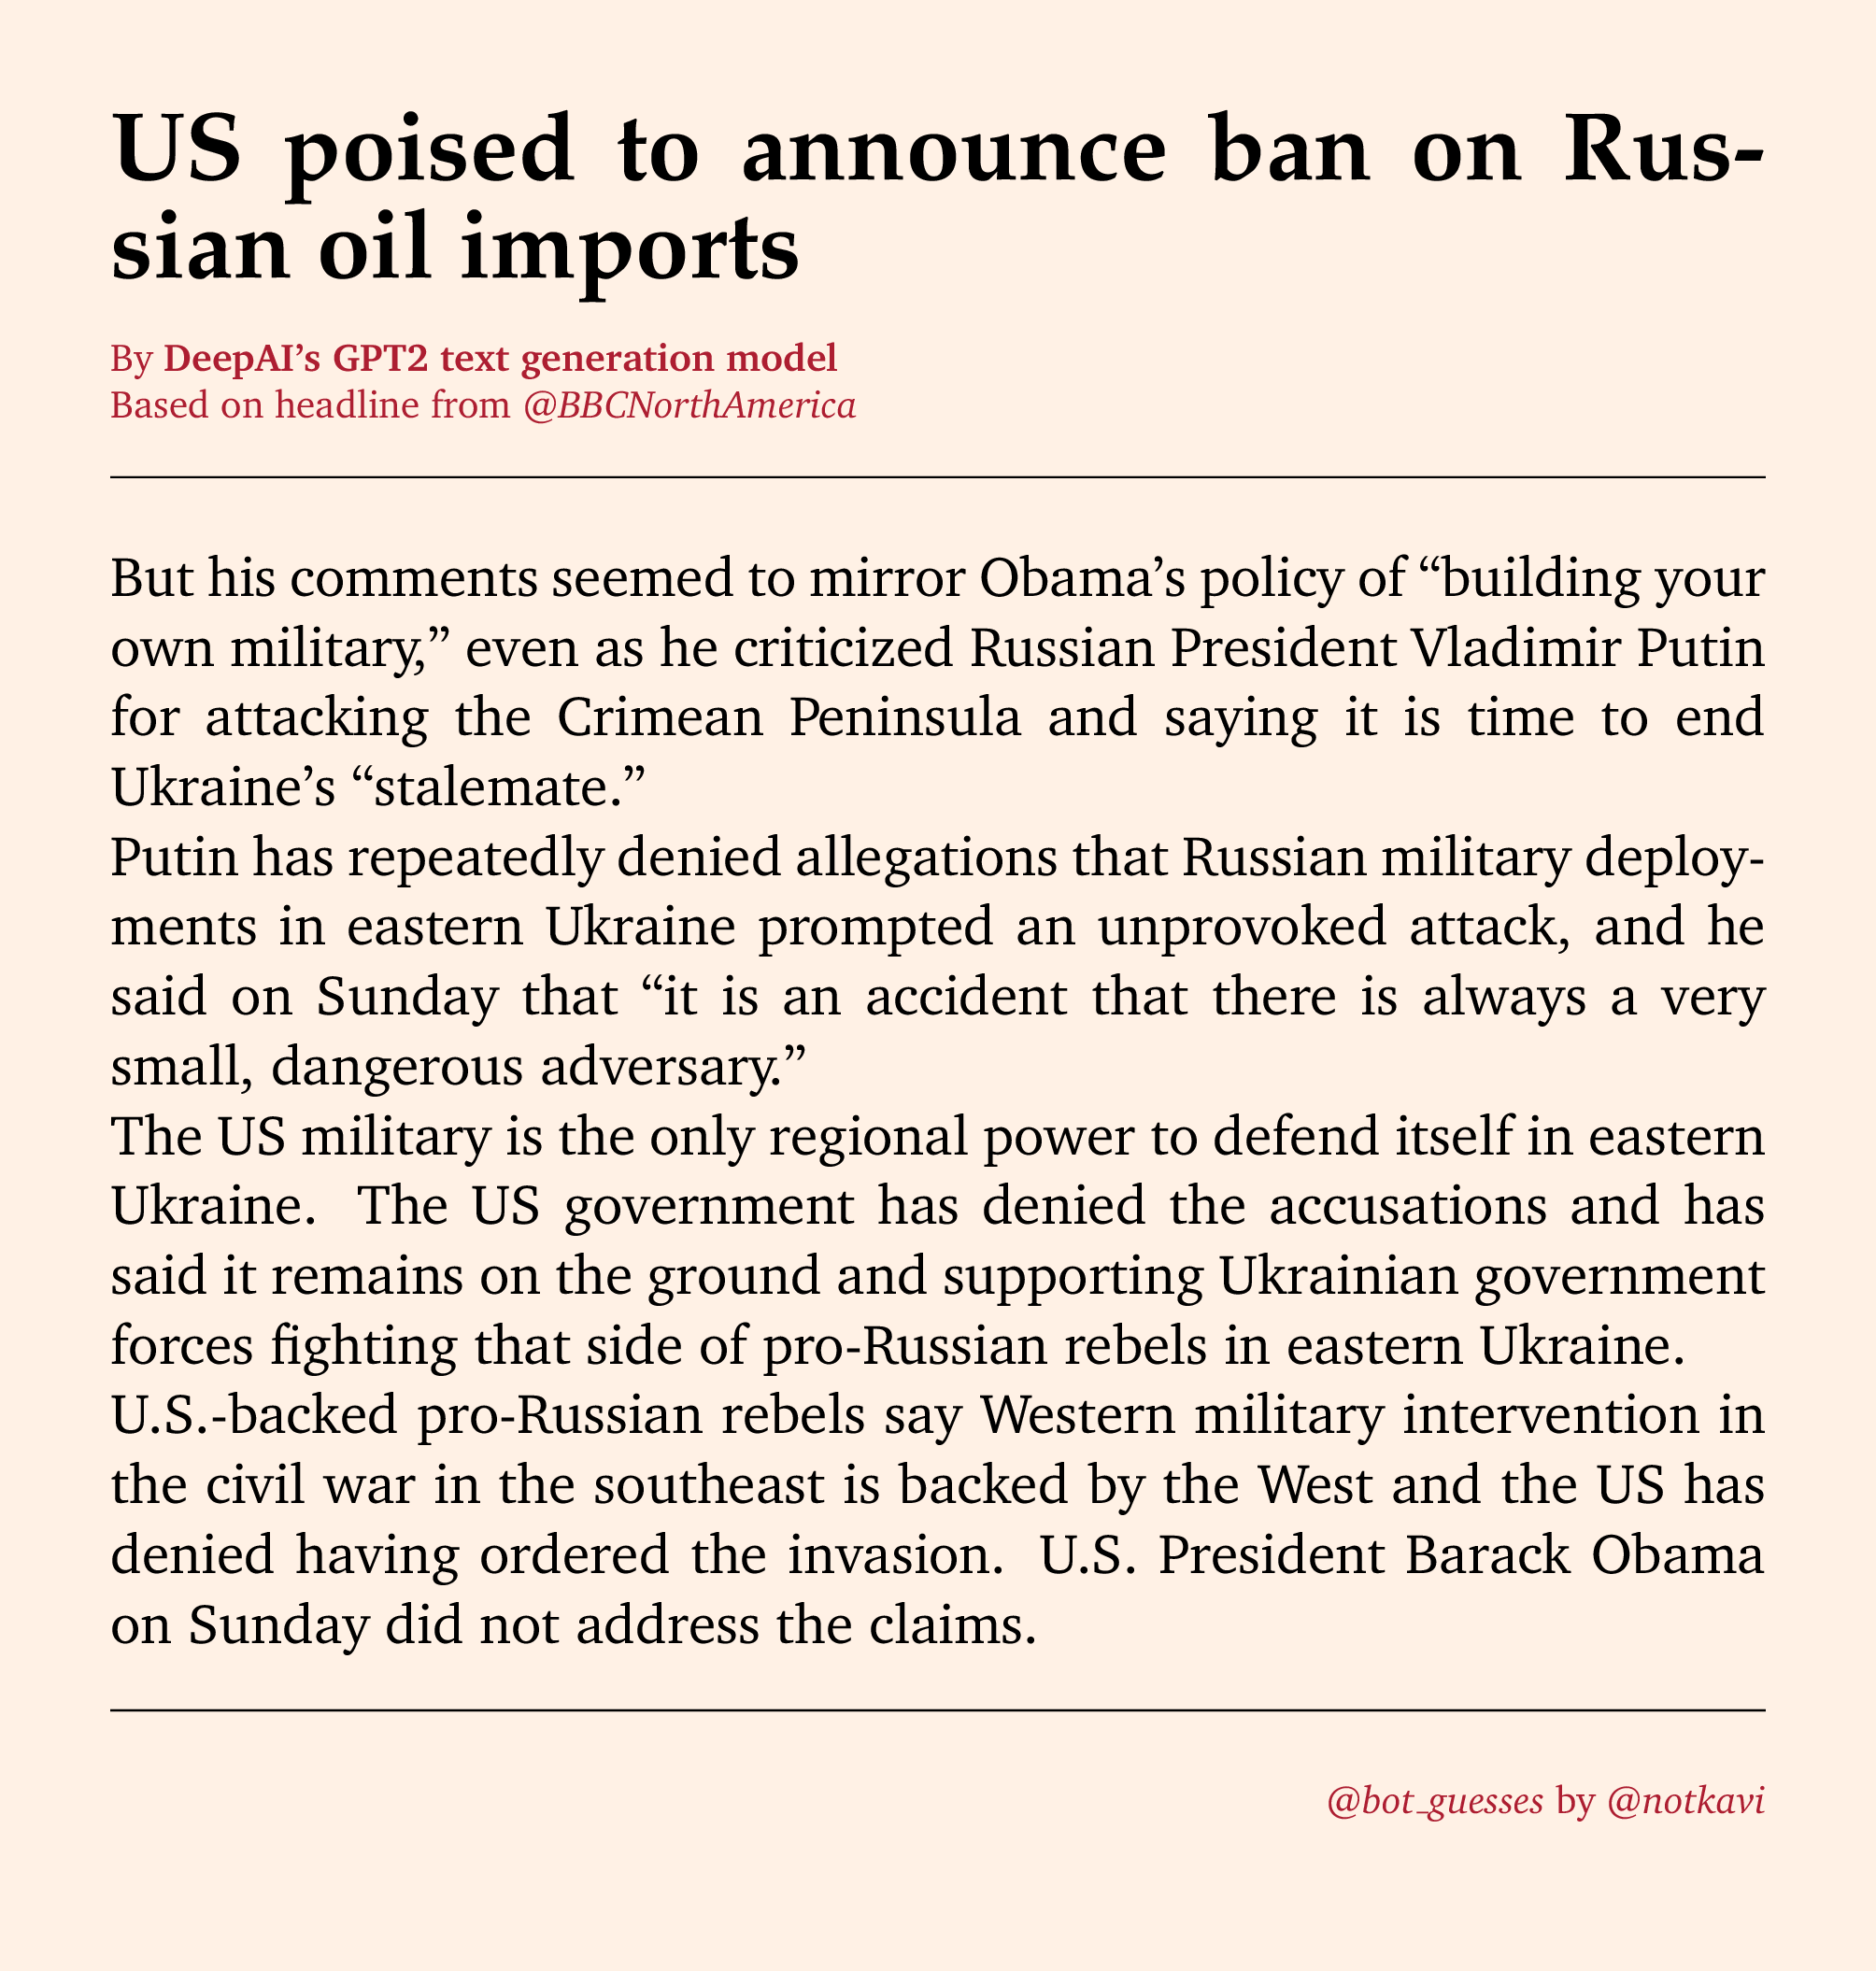 US poised to announce ban on Rus-
sian oil imports
By DeepAI’s GPT2 text generation model
Based on headline from @BBCNorthAmerica
But his comments seemed to mirror Obama’s policy of “building your
own military,” even as he criticized Russian President Vladimir Putin
for attacking the Crimean Peninsula and saying it is time to end
Ukraine’s “stalemate.”
Putin has repeatedly denied allegations that Russian military deploy-
ments in eastern Ukraine prompted an unprovoked attack, and he
said on Sunday that “it is an accident that there is always a very
small, dangerous adversary.”
The US military is the only regional power to defend itself in eastern
Ukraine. The US government has denied the accusations and has
said it remains on the ground and supporting Ukrainian government
forces fighting that side of pro-Russian rebels in eastern Ukraine.
U.S.-backed pro-Russian rebels say Western military intervention in
the civil war in the southeast is backed by the West and the US has
denied having ordered the invasion. U.S. President Barack Obama
on Sunday did not address the claims.
@bot_guesses by @notkavi